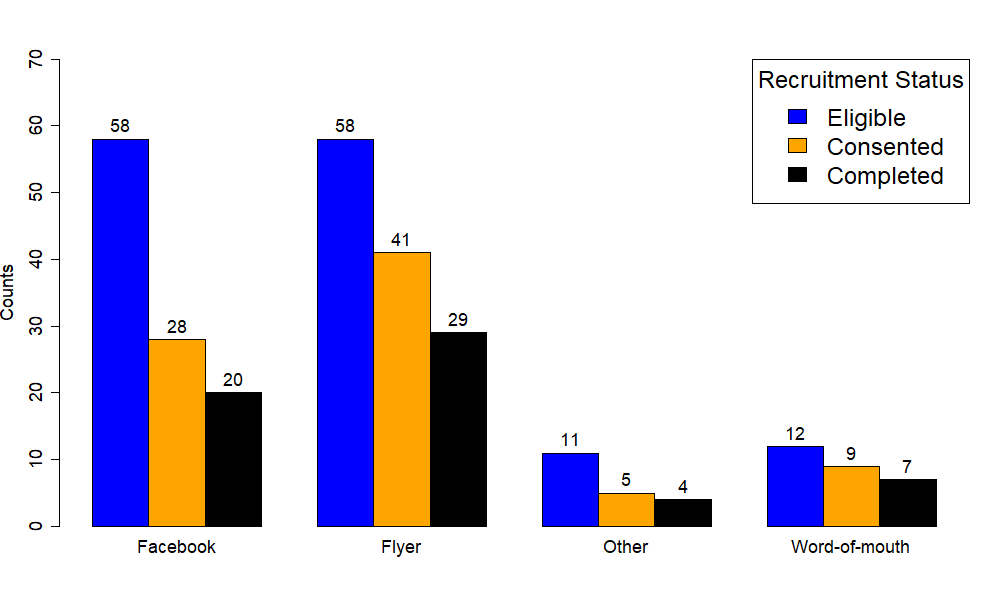 Recruitment Status
Eligible
Consented
Completed
Counts
70
60
50
40
30
20
10
0
58
28
20
58
41
29
11
5
4
12
9
7
Facebook
Flyer
Other
Word-of-mouth